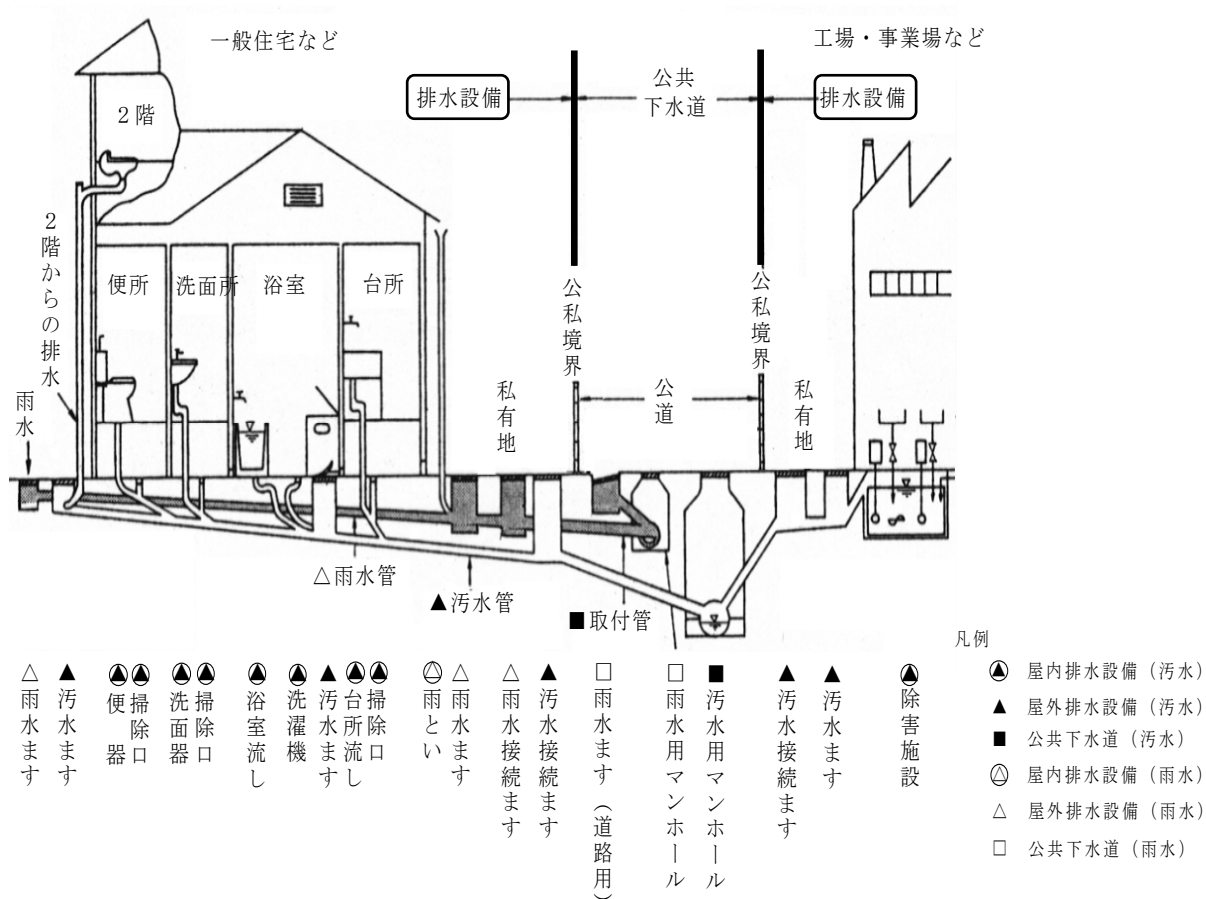 一般住宅など
工場・事業場など
排水設備
公共
下水道
排水設備
2階
2階からの排水
便所
洗面所
浴室
台所
公私境界
公私境界
雨水
私有地
公道
私有地
△雨水管
▲汚水管
■取付管
△雨水ます
▲汚水ます
便器
掃除口
洗面器
掃除口
浴室流し
洗濯機
▲汚水ます
台所流し
掃除口
雨とい
△雨水ます
△雨水接続ます
▲汚水接続ます
□雨水ます（道路用）
□雨水用マンホール
■汚水用マンホール
▲汚水接続ます
▲汚水ます
除害施設
凡例
屋内排水設備（汚水）
▲ 屋外排水設備（汚水）
■ 公共下水道（汚水）
屋内排水設備（雨水）
△ 屋外排水設備（雨水）
□ 公共下水道（雨水）